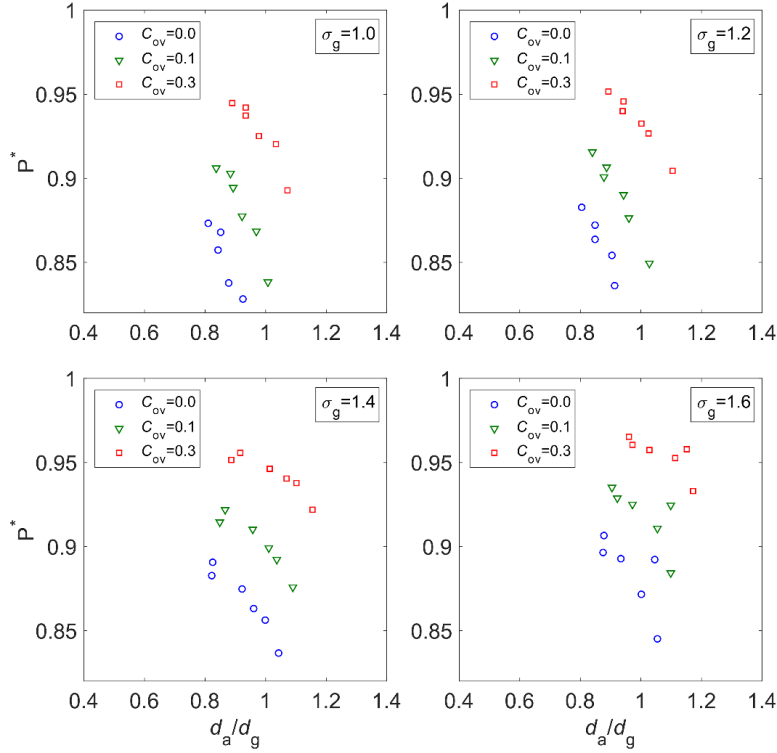 1
C_ov=0.0
C_ov=0.1
C_ov=0.3
σ_g=1.0
0.95
P*
0.9
0.85
0.4 0.6 0.8 1 1.2 1.4
1
C_ov=0.0
C_ov=0.1
C_ov=0.3
σ_g=1.2
0.95
0.9
0.85
0.4 0.6 0.8 1 1.2 1.4
1
C_ov=0.0
C_ov=0.1
C_ov=0.3
σ_g=1.4
0.95
P*
0.9
0.85
0.4 0.6 0.8 1 1.2 1.4
d_a/d_g
1
C_ov=0.0
C_ov=0.1
C_ov=0.3
σ_g=1.6
0.95
0.9
0.85
0.4 0.6 0.8 1 1.2 1.4
d_a/d_g